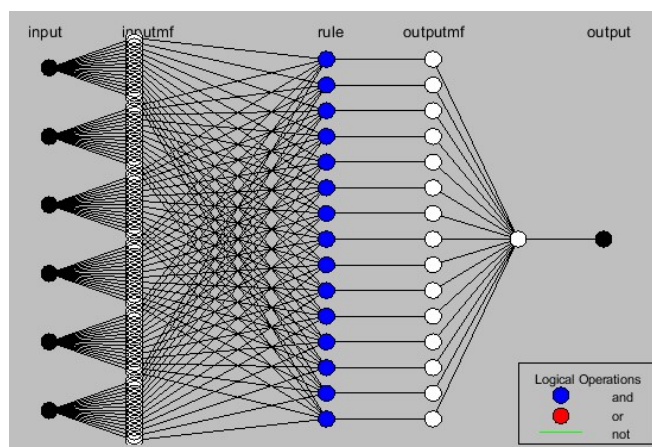 input inputmf rule outputmf output
Logical Operations
and
or
not